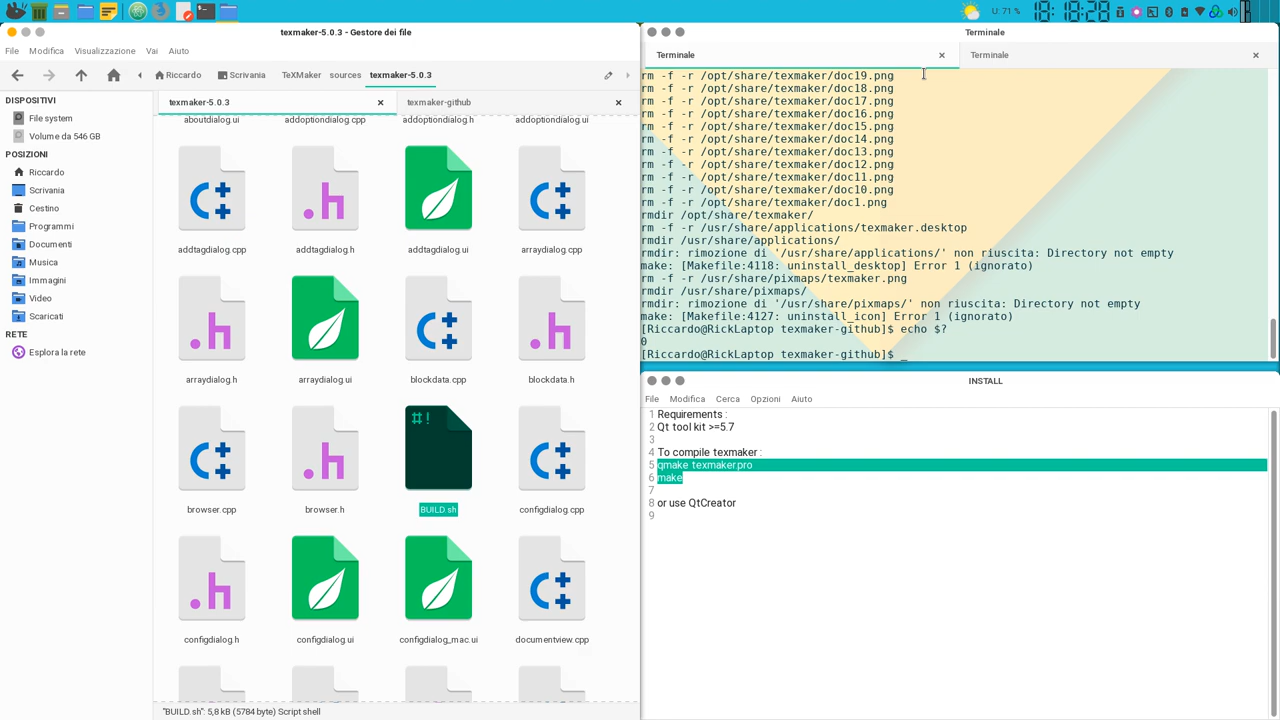 U: 71 %
18: 18:28
texmaker-5.0.3 - Gestore dei file
File Modifica Visualizzazione Vai Aiuto
Riccardo Scrivania TeXMaker sources texmaker-5.0.3
DISPOSITIVI
File system
Volume da 546 GB
POSIZIONI
Riccardo
Scrivania
Cestino
Programmi
Documenti
Musica
Immagini
Video
Scaricati
RETE
Esplora la rete
texmaker-5.0.3 texmaker-github
aboutdialog.ui addoptiondialog.cpp addoptiondialog.h addoptiondialog.ui
addtagdialog.cpp addtagdialog.h addtagdialog.ui arraydialog.cpp
arraydialog.h arraydialog.ui blockdata.cpp blockdata.h
#!
browser.cpp browser.h BUILD.sh configdialog.cpp
configdialog.h configdialog.ui configdialog_mac.ui documentview.cpp
"BUILD.sh": 5,8 kB (5784 byte) Script shell
Terminale
Terminale Terminale
rm -f -r /opt/share/texmaker/doc19.png
rm -f -r /opt/share/texmaker/doc18.png
rm -f -r /opt/share/texmaker/doc17.png
rm -f -r /opt/share/texmaker/doc16.png
rm -f -r /opt/share/texmaker/doc15.png
rm -f -r /opt/share/texmaker/doc14.png
rm -f -r /opt/share/texmaker/doc13.png
rm -f -r /opt/share/texmaker/doc12.png
rm -f -r /opt/share/texmaker/doc11.png
rm -f -r /opt/share/texmaker/doc10.png
rm -f -r /opt/share/texmaker/doc1.png
rmdir /opt/share/texmaker/
rm -f -r /usr/share/applications/texmaker.desktop
rmdir /usr/share/applications/
rmdir: rimozione di '/usr/share/applications/' non riuscita: Directory not empty
make: [Makefile:4118: uninstall_desktop] Error 1 (ignorato)
rm -f -r /usr/share/pixmaps/texmaker.png
rmdir /usr/share/pixmaps/
rmdir: rimozione di '/usr/share/pixmaps/' non riuscita: Directory not empty
make: [Makefile:4127: uninstall_icon] Error 1 (ignorato)
[Riccardo@RickLaptop texmaker-github]$ echo $?
0
[Riccardo@RickLaptop texmaker-github]$ _
INSTALL
File Modifica Cerca Opzioni Aiuto
1 Requirements :
2 Qt tool kit >=5.7
3
4 To compile texmaker :
5 qmake texmaker.pro
6 make
7
8 or use QtCreator
9